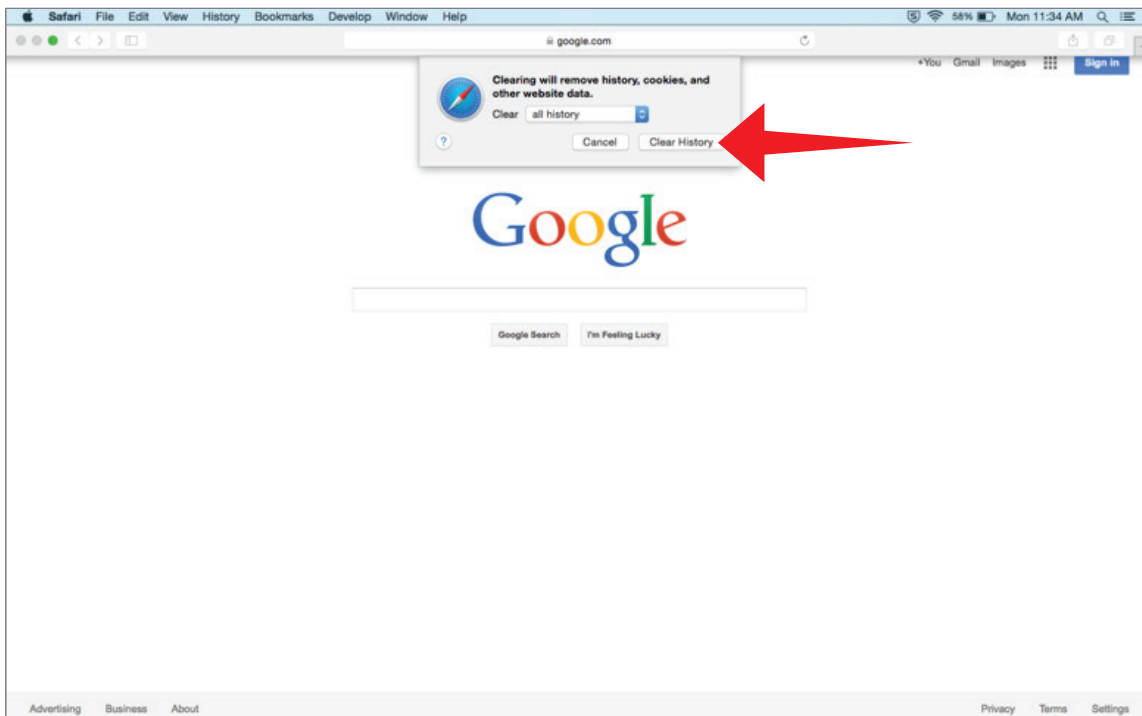 Safari File Edit View History Bookmarks Develop Window Help 58% Mon 11:34 AM
google.com
+You Gmail Images Sign in
Clearing will remove history, cookies, and
other website data.
Clear all history
? Cancel Clear History
Google
Google Search I'm Feeling Lucky
Advertising Business About Privacy Terms Settings